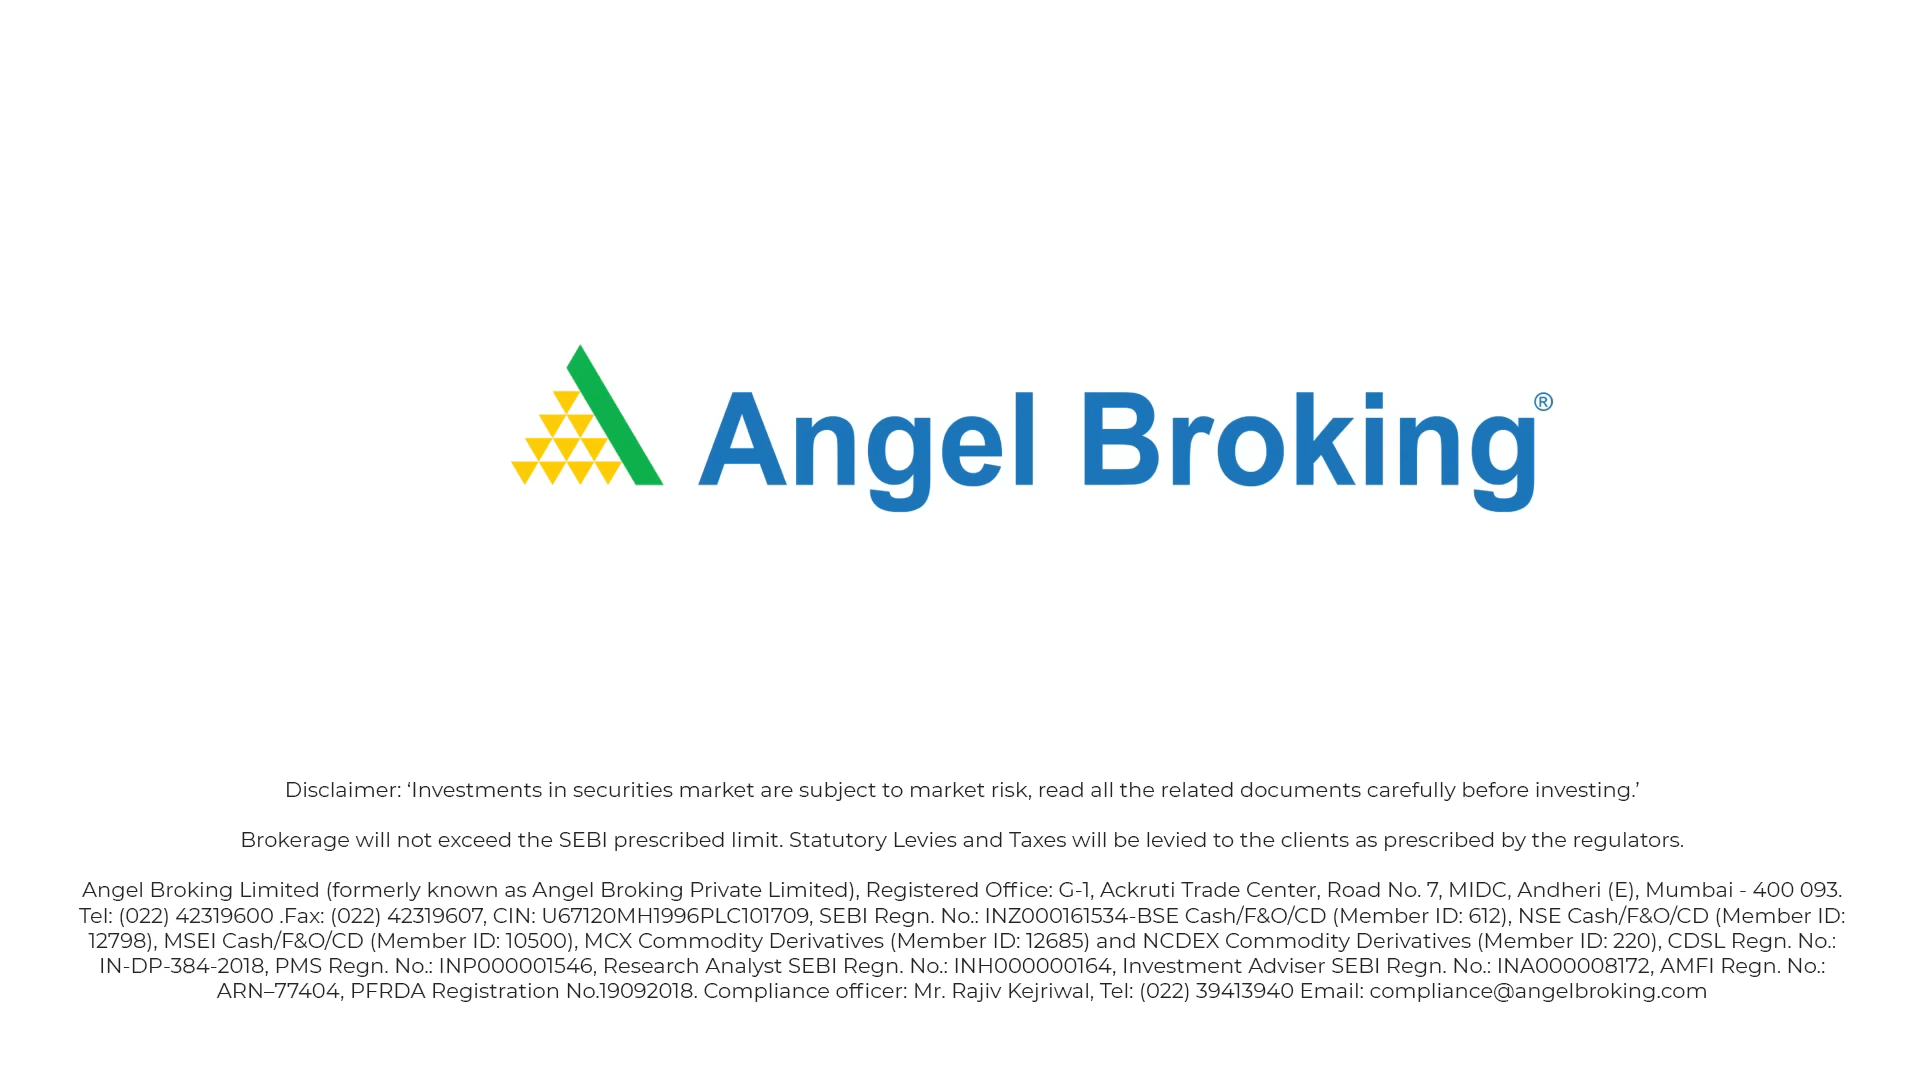 Angel Broking®
Disclaimer: ‘Investments in securities market are subject to market risk, read all the related documents carefully before investing.’
Brokerage will not exceed the SEBI prescribed limit. Statutory Levies and Taxes will be levied to the clients as prescribed by the regulators.
Angel Broking Limited (formerly known as Angel Broking Private Limited), Registered Office: G-1, Ackruti Trade Center, Road No. 7, MIDC, Andheri (E), Mumbai - 400 093.
Tel: (022) 42319600 .Fax: (022) 42319607, CIN: U67120MH1996PLC101709, SEBI Regn. No.: INZ000161534-BSE Cash/F&O/CD (Member ID: 612), NSE Cash/F&O/CD (Member ID:
12798), MSEI Cash/F&O/CD (Member ID: 10500), MCX Commodity Derivatives (Member ID: 12685) and NCDEX Commodity Derivatives (Member ID: 220), CDSL Regn. No.:
IN-DP-384-2018, PMS Regn. No.: INP000001546, Research Analyst SEBI Regn. No.: INH000000164, Investment Adviser SEBI Regn. No.: INA000008172, AMFI Regn. No.:
ARN–77404, PFRDA Registration No.19092018. Compliance officer: Mr. Rajiv Kejriwal, Tel: (022) 39413940 Email: compliance@angelbroking.com